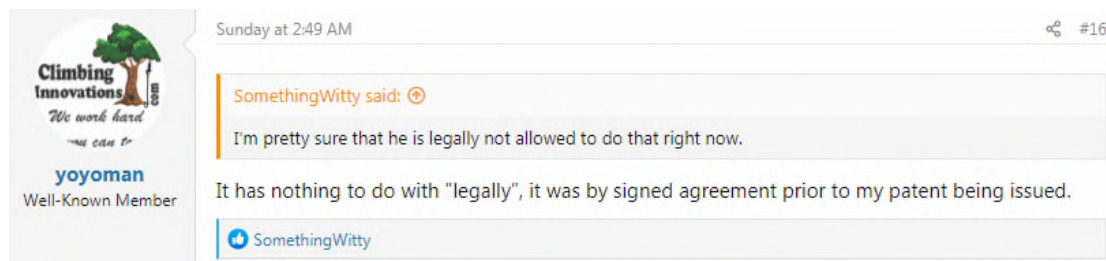 Sunday at 2:49 AM
#16
Climbing
Innovations
.com
We work hard
you can
yoyoman
Well-Known Member
SomethingWitty said:
I'm pretty sure that he is legally not allowed to do that right now.
It has nothing to do with "legally", it was by signed agreement prior to my patent being issued.
SomethingWitty